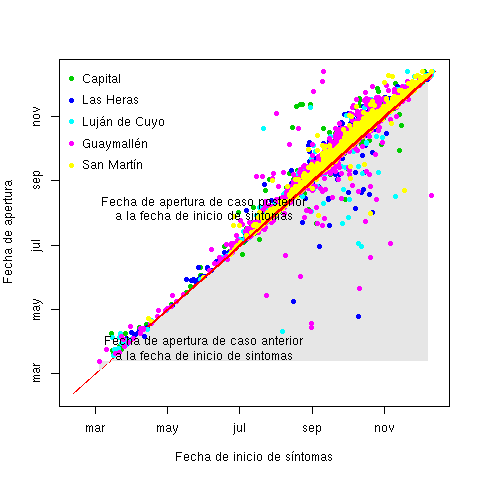 Capital
Las Heras
Luján de Cuyo
Guaymallén
San Martín
Fecha de apertura de caso posterior
a la fecha de inicio de sintomas
Fecha de apertura de caso anterior
a la fecha de inicio de sintomas
Fecha de apertura
mar
may
jul
sep
nov
mar
may
jul
sep
nov
Fecha de inicio de síntomas